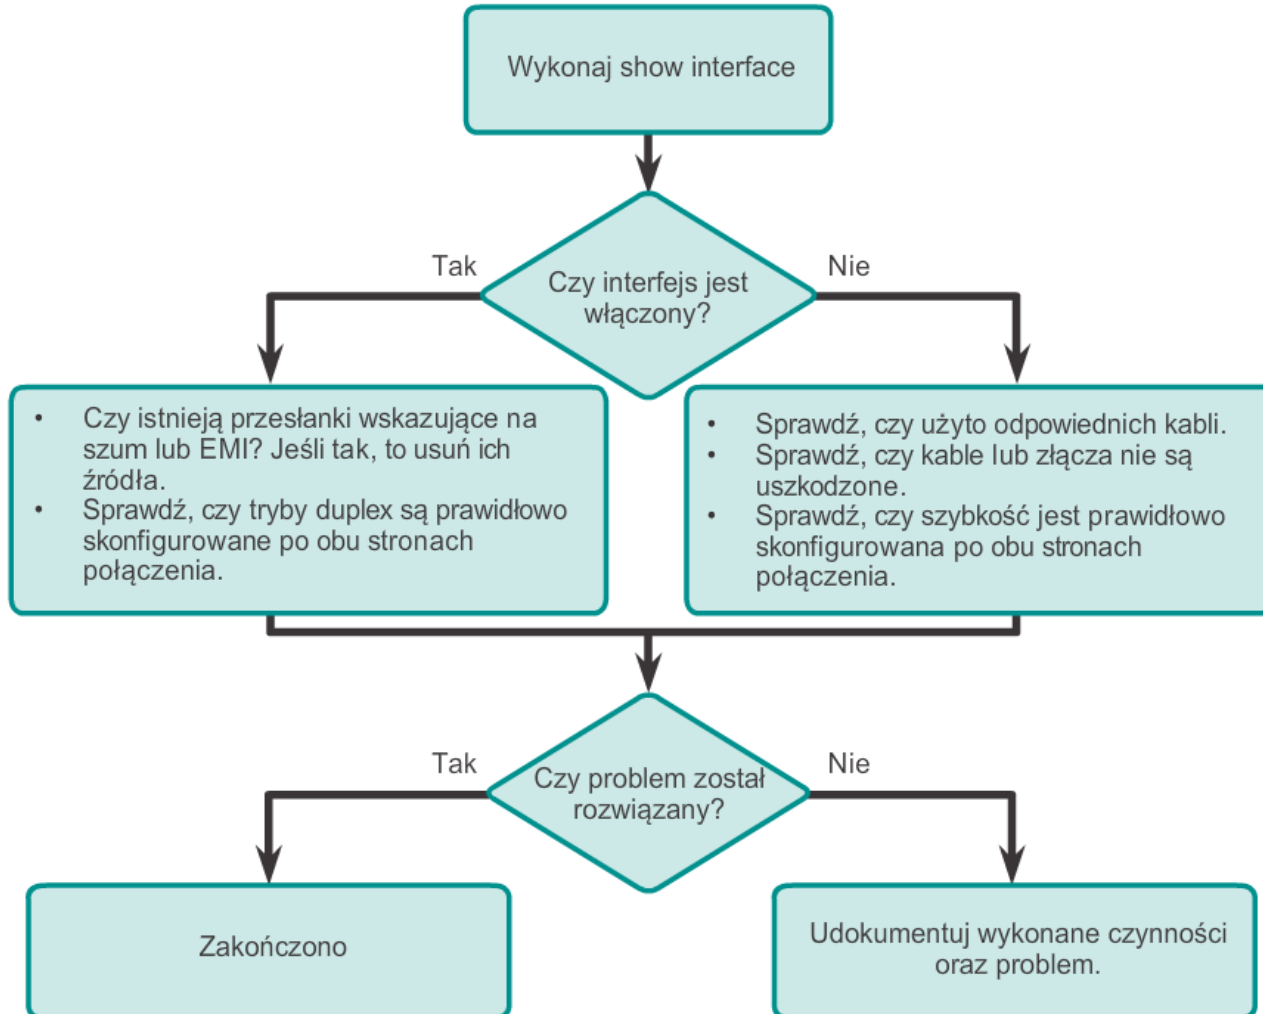 Wykonaj show interface
Tak
Nie
Czy interfejs jest
włączony?
• Czy istnieją przesłanki wskazujące na
szum lub EMI? Jeśli tak, to usuń ich
źródła.
• Sprawdź, czy tryby duplex są prawidłowo
skonfigurowane po obu stronach
połączenia.
• Sprawdź, czy użyto odpowiednich kabli.
• Sprawdź, czy kable lub złącza nie są
uszkodzone.
• Sprawdź, czy szybkość jest prawidłowo
skonfigurowana po obu stronach
połączenia.
Tak
Nie
Czy problem został
rozwiązany?
Zakończono
Udokumentuj wykonane czynności
oraz problem.